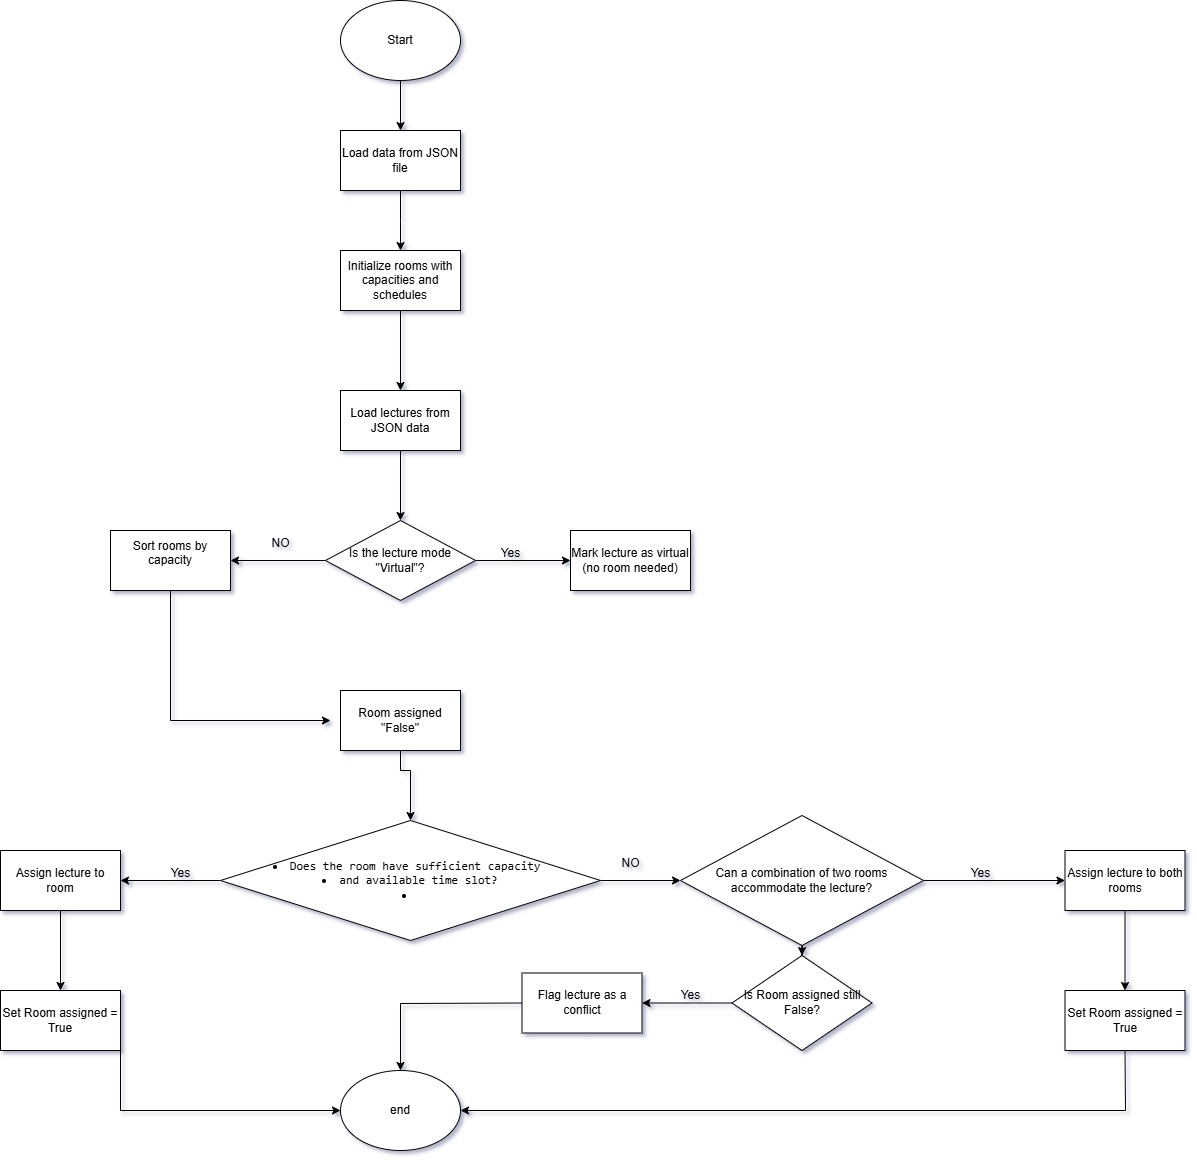 Start
Load data from JSON
file
Initialize rooms with
capacities and
schedules
Load lectures from
JSON data
Is the lecture mode
"Virtual"?
NO
Yes
Sort rooms by
capacity
Mark lecture as virtual
(no room needed)
Room assigned
"False"
• Does the room have sufficient capacity
• and available time slot?
•
Yes
NO
Assign lecture to
room
Can a combination of two rooms
accommodate the lecture?
Yes
Assign lecture to both
rooms
Set Room assigned =
True
Flag lecture as a
conflict
Yes
Is Room assigned still
False?
Set Room assigned =
True
end